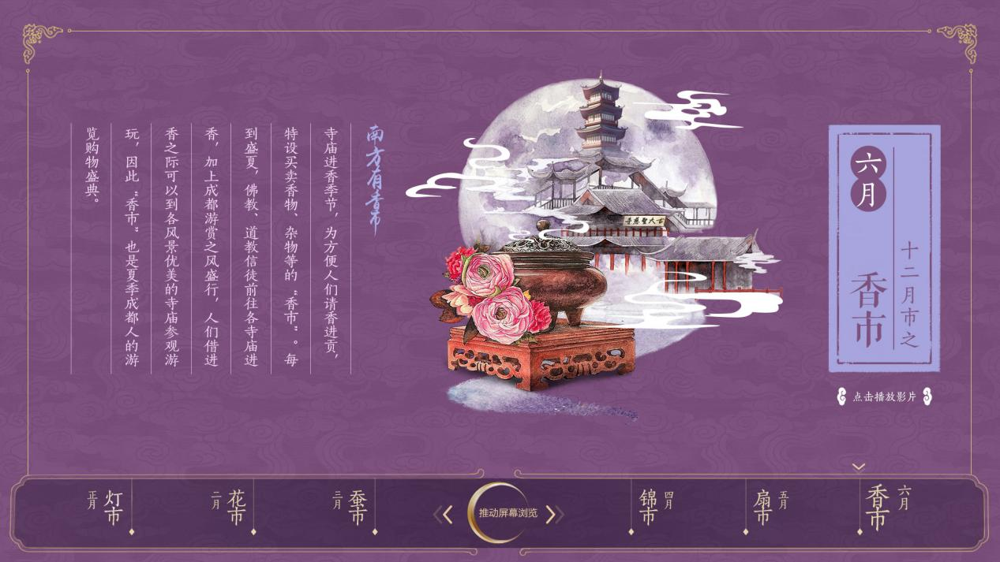 六月
十二月市之
香市
点击播放影片
南方有香市
寺庙进香季节，为方便人们请香进贡，
特设买卖香物、杂物等的“香市”。每
到盛夏，佛教、道教信徒前往各寺庙进
香，加上成都游赏之风盛行，人们借进
香之际可以到各风景优美的寺庙参观游
玩，因此“香市”也是夏季成都人的游
览购物盛典。
古大聖慈寺
正月
灯市
二月
花市
三月
蚕市
推动屏幕浏览
锦市
四月
扇市
五月
香市
六月